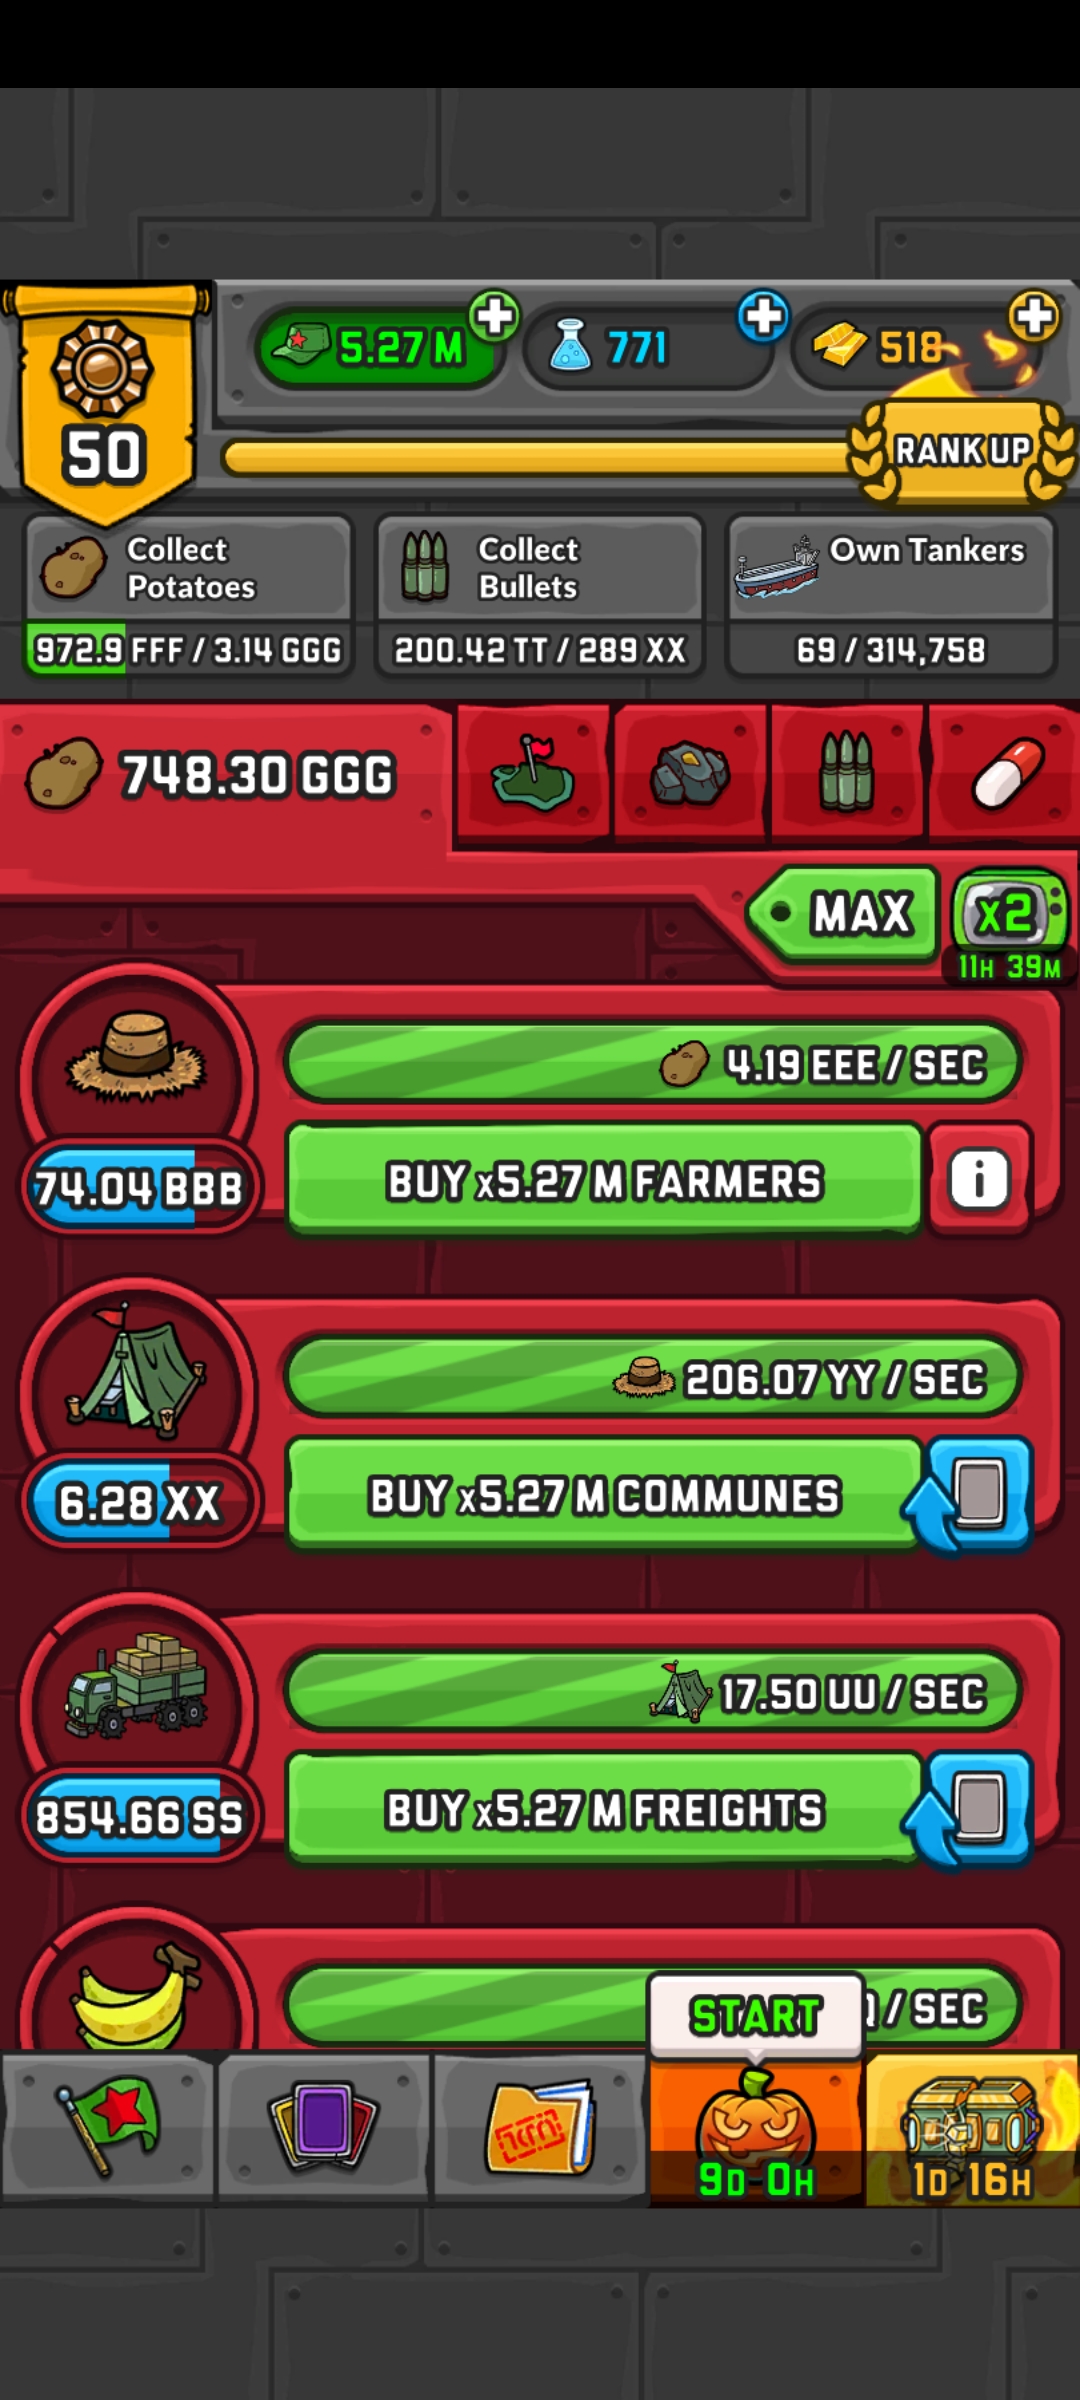 5.27 M
771
518
50
RANK UP
Collect
Potatoes
Collect
Bullets
Own Tankers
972.9 FFF / 3.14 GGG
200.42 TT / 289 XX
69 / 314,758
748.30 GGG
MAX
x2
11H 39M
4.19 EEE / SEC
74.04 BBB
BUY x5.27 M FARMERS
i
206.07 YY / SEC
6.28 XX
BUY x5.27 M COMMUNES
17.50 UU / SEC
854.66 SS
BUY x5.27 M FREIGHTS
START
/ SEC
9D 0H
1D 16H